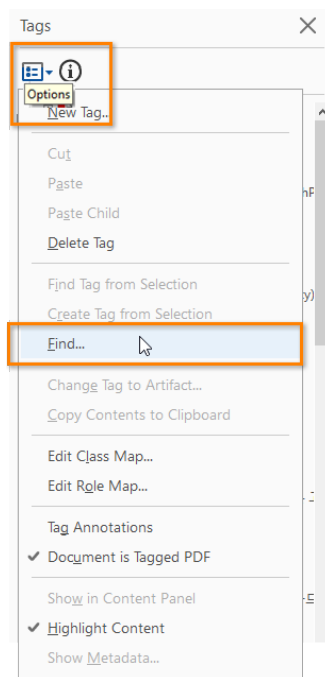 Tags
Options
New Tag...
Cut
Paste
Paste Child
Delete Tag
Find Tag from Selection
Create Tag from Selection
Find...
Change Tag to Artifact...
Copy Contents to Clipboard
Edit Class Map...
Edit Role Map...
Tag Annotations
Document is Tagged PDF
Show in Content Panel
Highlight Content
Show Metadata...